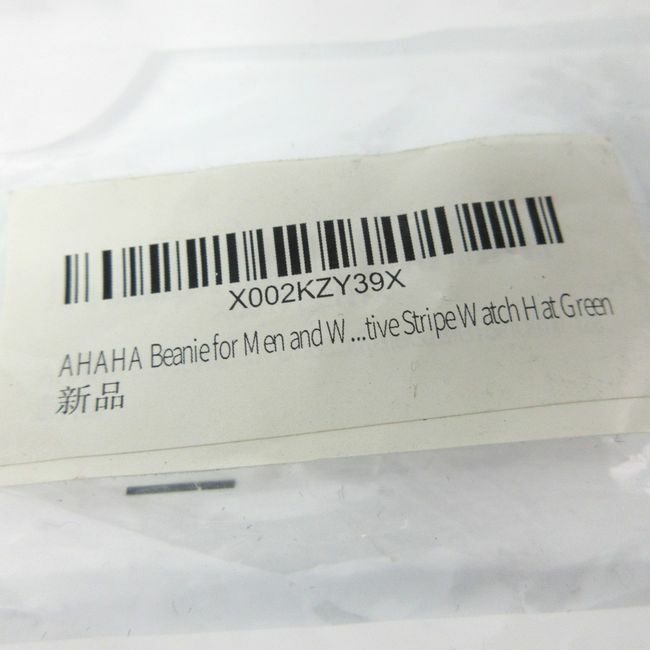 X002KZY39X
AHAHA Beanie for Men and W...tive Stripe Watch Hat Green
新品